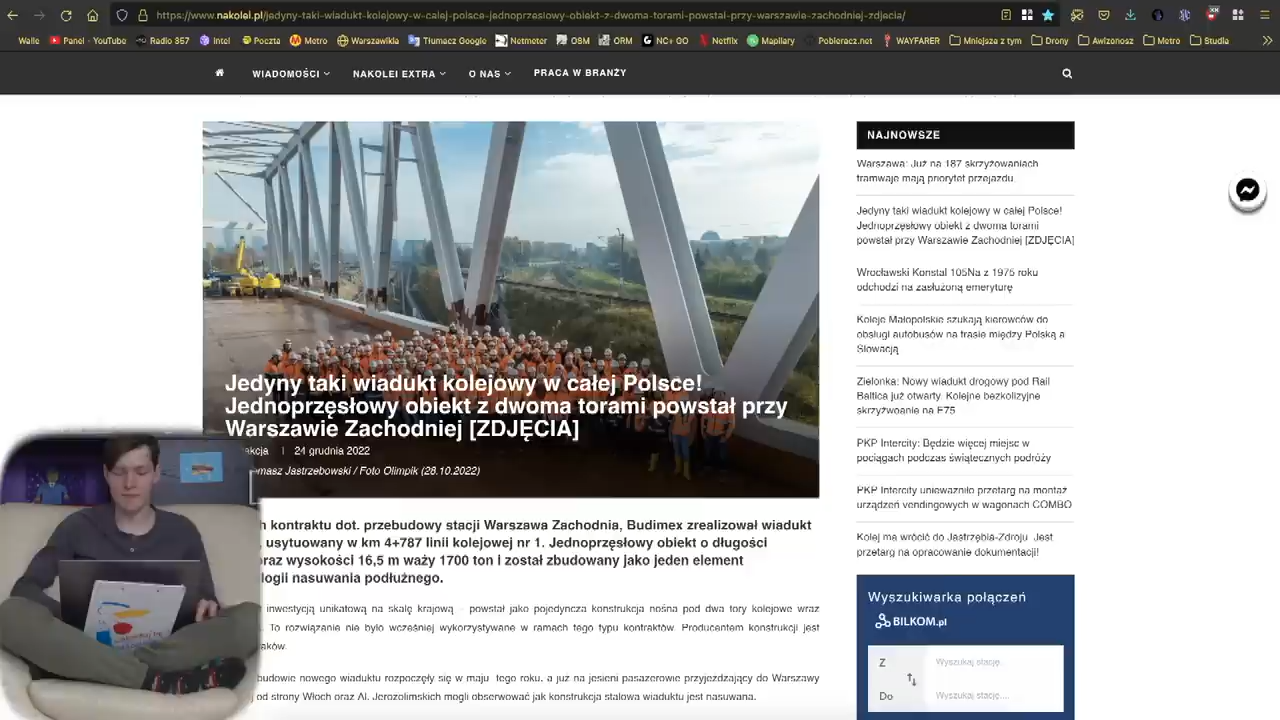 https://www.nakolei.pl/jedyny-taki-wiadukt-kolejowy-w-calej-polsce-jednoprzeslowy-obiekt-z-dwoma-torami-powstal-przy-warszawie-zachodniej-zdjecia/
Walle Panel - YouTube Radio 357 Intel Poczta Metro Warszawikla Tłumacz Google Netmeter OSM ORM NC+ GO Netflix Mapilary Pobieracz.net WAYFARER Mniejsza z tym Drony Awizonosz Metro Studia
WIADOMOŚCI NAKOLEI EXTRA O NAS PRACA W BRANŻY
Jedyny taki wiadukt kolejowy w całej Polsce!
Jednoprzęsłowy obiekt z dwoma torami powstał przy
Warszawie Zachodniej [ZDJĘCIA]
akcja | 24 grudnia 2022
omasz Jastrzebowski / Foto Olimpik (28.10.2022)
h kontraktu dot. przebudowy stacji Warszawa Zachodnia, Budimex zrealizował wiadukt
, usytuowany w km 4+787 linii kolejowej nr 1. Jednoprzęsłowy obiekt o długości
oraz wysokości 16,5 m waży 1700 ton i został zbudowany jako jeden element
logii nasuwania podłużnego.
inwestycją unikatową na skalę krajową – powstał jako pojedyncza konstrukcja nośna pod dwa tory kolejowe wraz
. To rozwiązanie nie było wcześniej wykorzystywane w ramach tego typu kontraktów. Producentem konstrukcji jest
aków.
budowie nowego wiaduktu rozpoczęły się w maju tego roku, a już na jesieni pasażerowie przyjeżdżający do Warszawy
od strony Włoch oraz Al. Jerozolimskich mogli obserwować jak konstrukcja stalowa wiaduktu jest nasuwana.
NAJNOWSZE
Warszawa: Już na 187 skrzyżowaniach
tramwaje mają priorytet przejazdu.
Jedyny taki wiadukt kolejowy w całej Polsce!
Jednoprzęsłowy obiekt z dwoma torami
powstał przy Warszawie Zachodniej [ZDJĘCIA]
Wrocławski Konstal 105Na z 1975 roku
odchodzi na zasłużoną emeryturę
Koleje Małopolskie szukają kierowców do
obsługi autobusów na trasie między Polską a
Słowacją
Zielonka: Nowy wiadukt drogowy pod Rail
Baltica już otwarty. Kolejne bezkolizyjne
skrzyżwoanie na E75
PKP Intercity: Będzie więcej miejsc w
pociągach podczas świątecznych podróży
PKP Intercity unieważniło przetarg na montaż
urządzeń vendingowych w wagonach COMBO
Kolej ma wrócić do Jastrzębia-Zdroju. Jest
przetarg na opracowanie dokumentacji!
Wyszukiwarka połączeń
BILKOM.pl
Z Wyszukaj stację...
Do Wyszukaj stację....